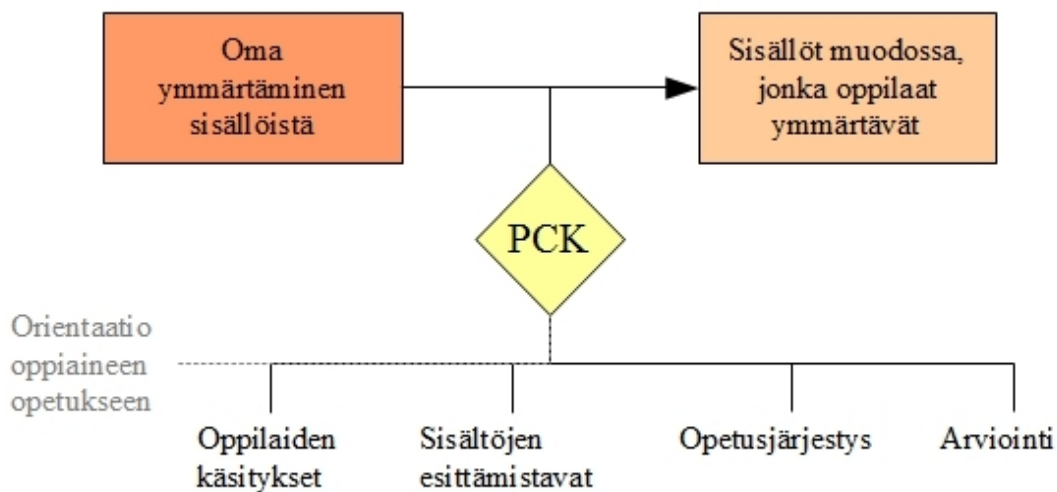 Oma
ymmärtäminen
sisällöistä
Sisällöt muodossa,
jonka oppilaat
ymmärtävät
PCK
Orientaatio
oppiaineen
opetukseen
Oppilaiden
käsitykset
Sisältöjen
esittämistavat
Opetusjärjestys
Arviointi